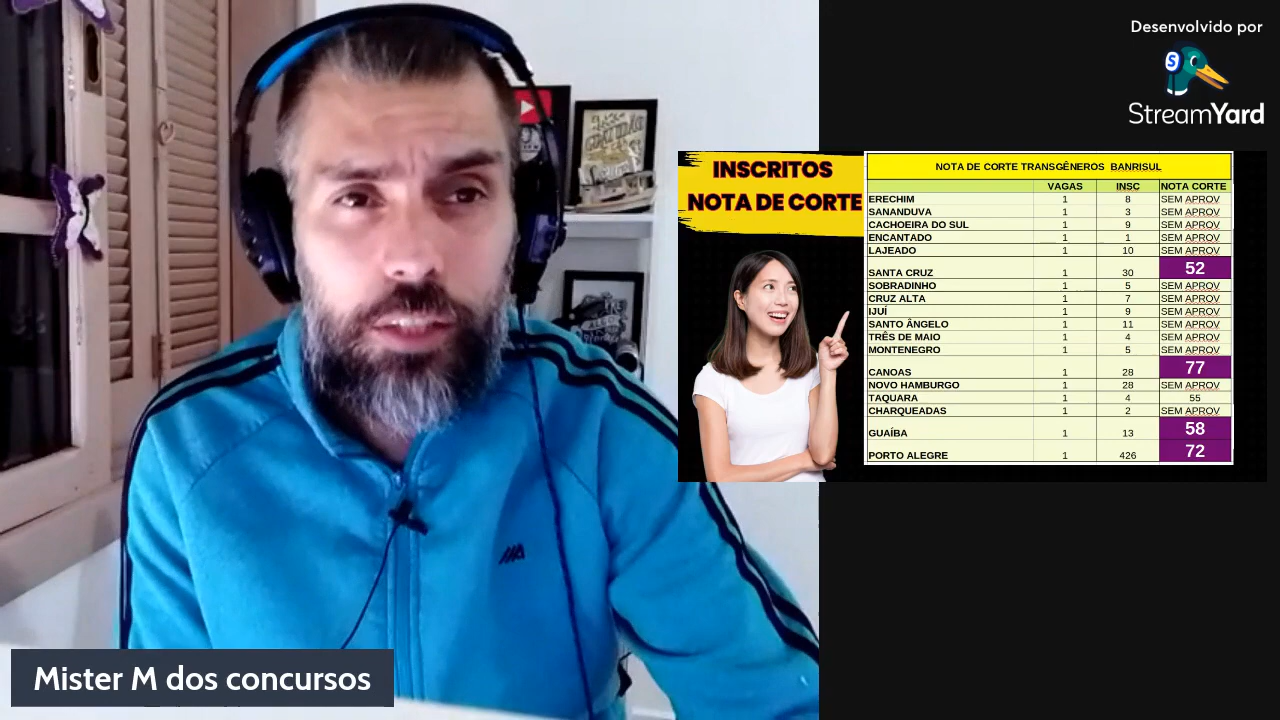 Desenvolvido por
StreamYard
INSCRITOS
NOTA DE CORTE
NOTA DE CORTE TRANSGÊNEROS BANRISUL
VAGAS INSC NOTA CORTE
ERECHIM 1 8 SEM APROV
SANANDUVA 1 3 SEM APROV
CACHOEIRA DO SUL 1 9 SEM APROV
ENCANTADO 1 1 SEM APROV
LAJEADO 1 10 SEM APROV
SANTA CRUZ 1 30 52
SOBRADINHO 1 5 SEM APROV
CRUZ ALTA 1 7 SEM APROV
IJUÍ 1 9 SEM APROV
SANTO ÂNGELO 1 11 SEM APROV
TRÊS DE MAIO 1 4 SEM APROV
MONTENEGRO 1 5 SEM APROV
CANOAS 1 28 77
NOVO HAMBURGO 1 28 SEM APROV
TAQUARA 1 4 55
CHARQUEADAS 1 2 SEM APROV
GUAÍBA 1 13 58
PORTO ALEGRE 1 426 72
Mister M dos concursos